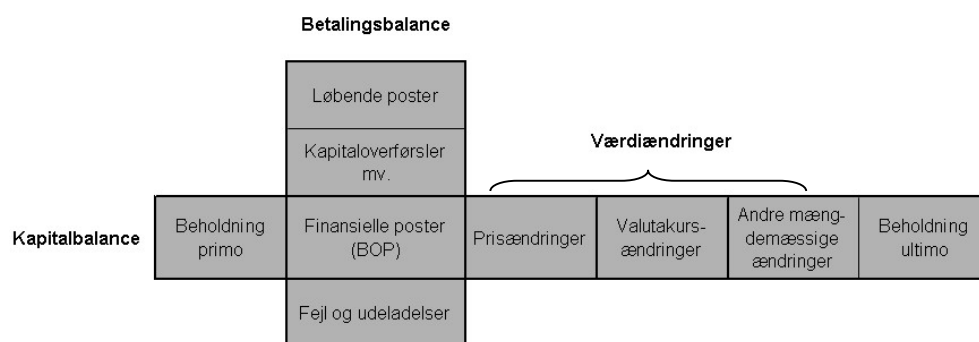 Betalingsbalance
Løbende poster
Kapitaloverførsler
mv.
Værdiændringer
Kapitalbalance
Beholdning
primo
Finansielle poster
(BOP)
Prisændringer
Valutakurs-
ændringer
Andre mæng-
demæssige
ændringer
Beholdning
ultimo
Fejl og udeladelser